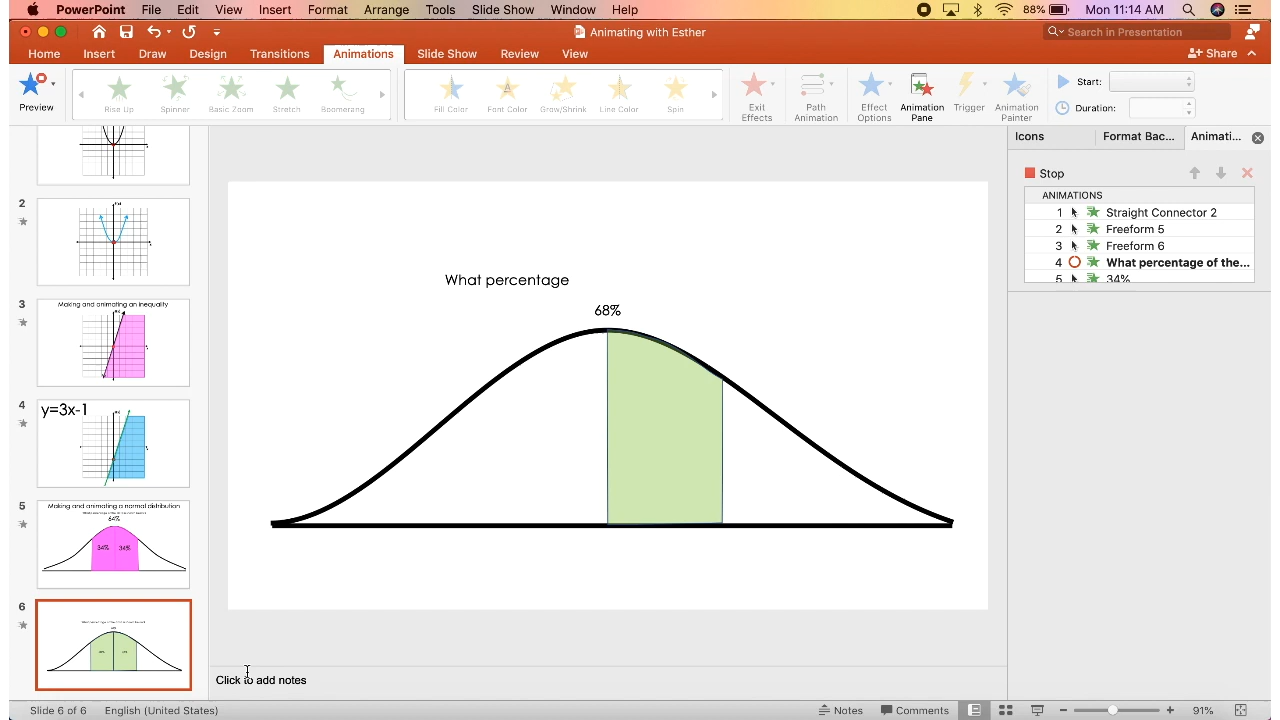 PowerPoint File Edit View Insert Format Arrange Tools Slide Show Window Help 88% Mon 11:14 AM
Animating with Esther
Search in Presentation
Home Insert Draw Design Transitions Animations Slide Show Review View Share
Preview
Rise Up Spinner Basic Zoom Stretch Boomerang
Fill Color Font Color Grow/Shrink Line Color Spin
Exit Effects
Path Animation
Effect Options
Animation Pane
Trigger
Animation Painter
Start:
Duration:
2
3
Making and animating an inequality
4
y=3x-1
5
Making and animating a normal distribution
64%
34% 34%
6
What percentage
68%
Icons Format Bac... Animati...
Stop
ANIMATIONS
1 Straight Connector 2
2 Freeform 5
3 Freeform 6
4 What percentage of the...
5 34%
Click to add notes
Slide 6 of 6 English (United States) Notes Comments 91%